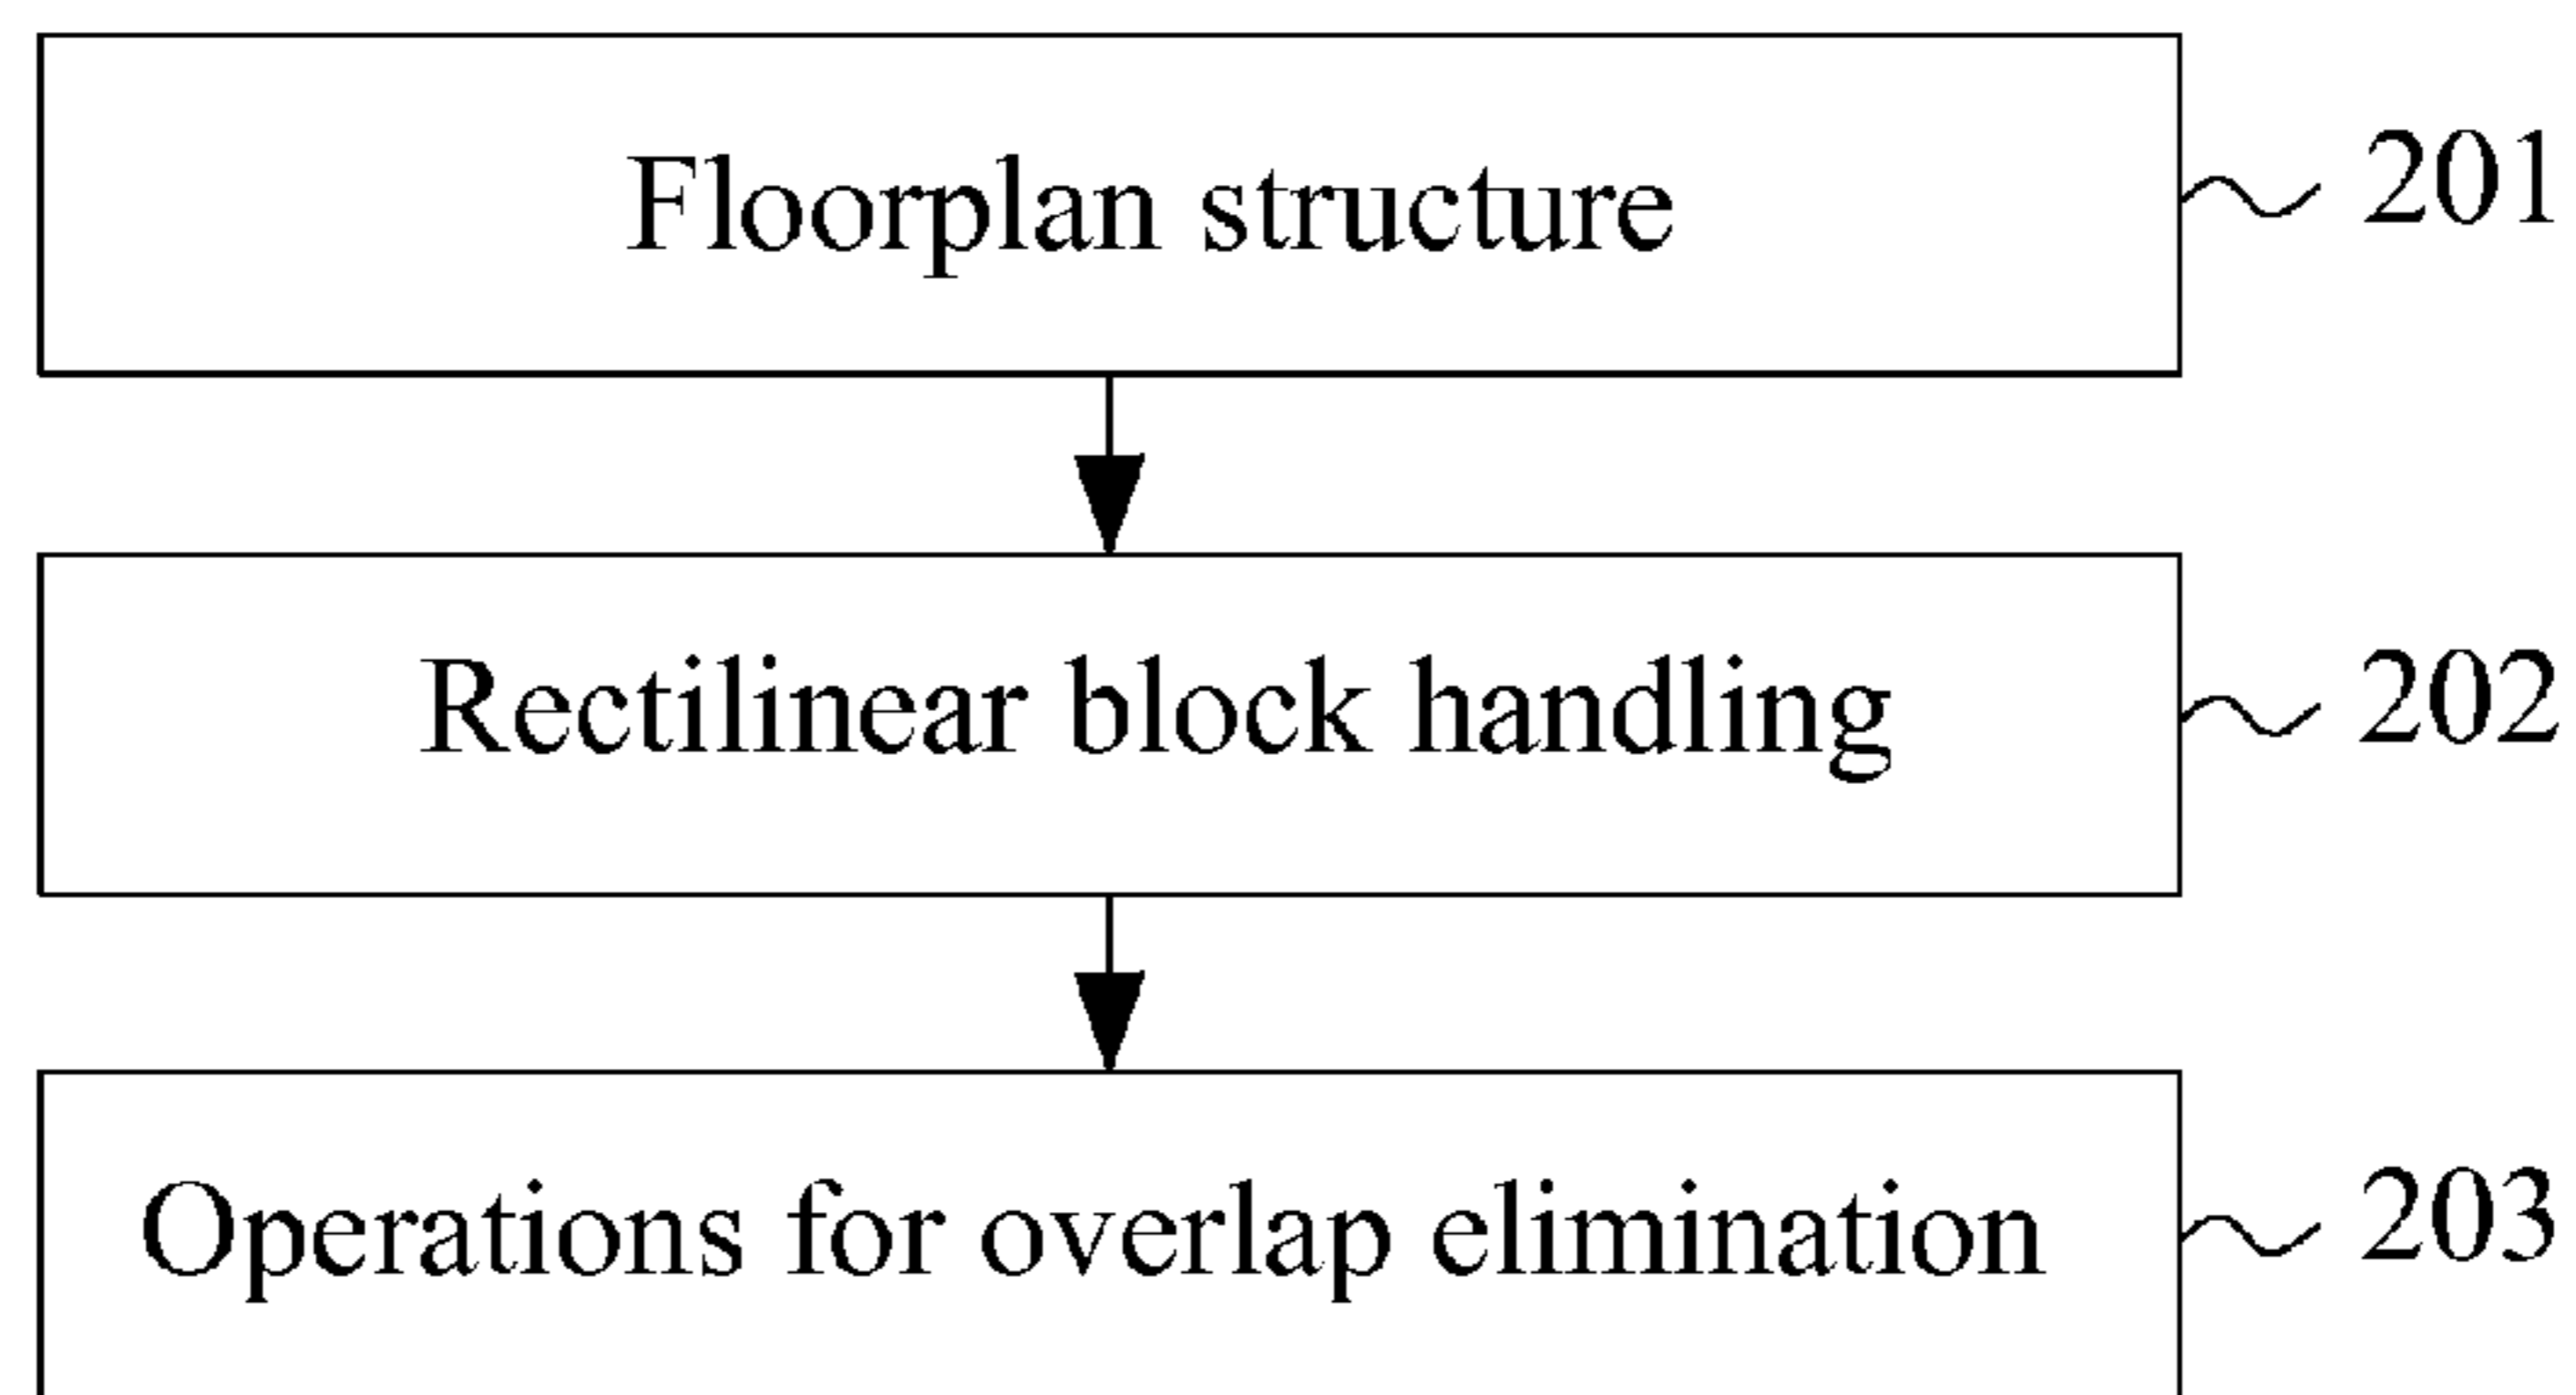 Floorplan structure 201
Rectilinear block handling 202
Operations for overlap elimination 203